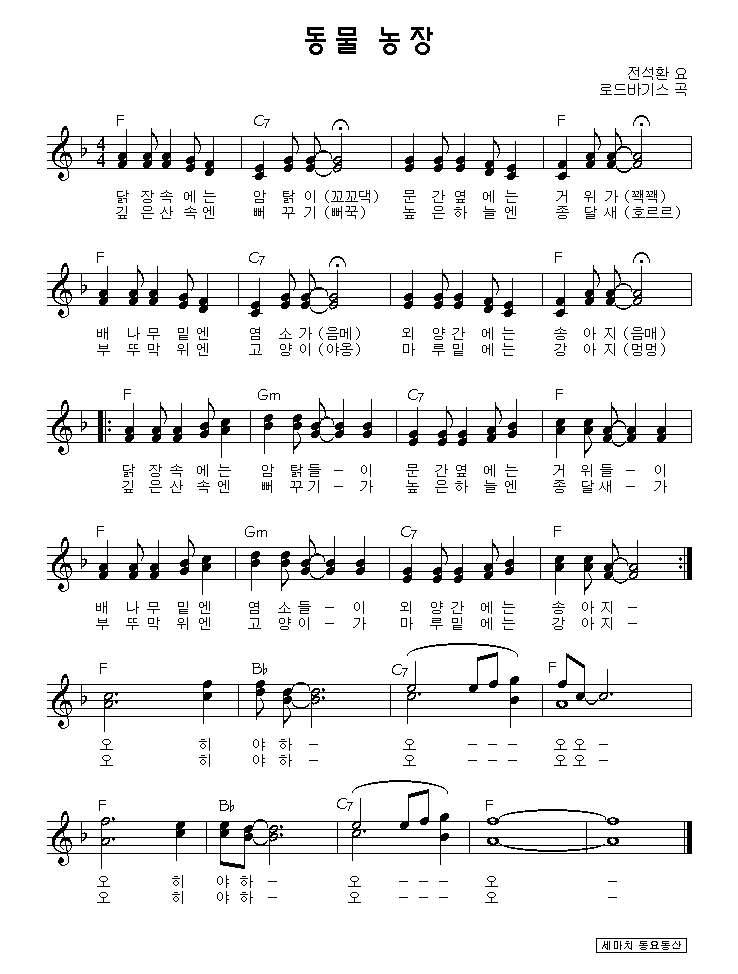 동물 농장
전석환 요
로드바기스 곡
F C7 F
닭 장속 에는 암 탉이(꼬꼬댁) 문 간옆 에는 거 위가(꽥꽥)
깊 은산 속엔 뻐 꾸기(뻐꾹) 높 은하 늘엔 종 달새(호르르)
F C7 F
배 나무 밑엔 염 소가(음메) 외 양간 에는 송 아지(음매)
부 뚜막 위엔 고 양이(야옹) 마 루밑 에는 강 아지(멍멍)
F Gm C7 F
닭 장속 에는 암 탉들-이 문 간옆 에는 거 위들-이
깊 은산 속엔 뻐 꾸기-가 높 은하 늘엔 종 달새-가
F Gm C7 F
배 나무 밑엔 염 소들-이 외 양간 에는 송 아지-
부 뚜막 위엔 고 양이-가 마 루밑 에는 강 아지-
F B♭ C7 F
오 히 야하- 오 --- 오오-
오 히 야하- 오 --- 오오-
F B♭ C7 F
오 히 야하- 오 --- 오 -
오 히 야하- 오 --- 오 -
세마치 동요동산